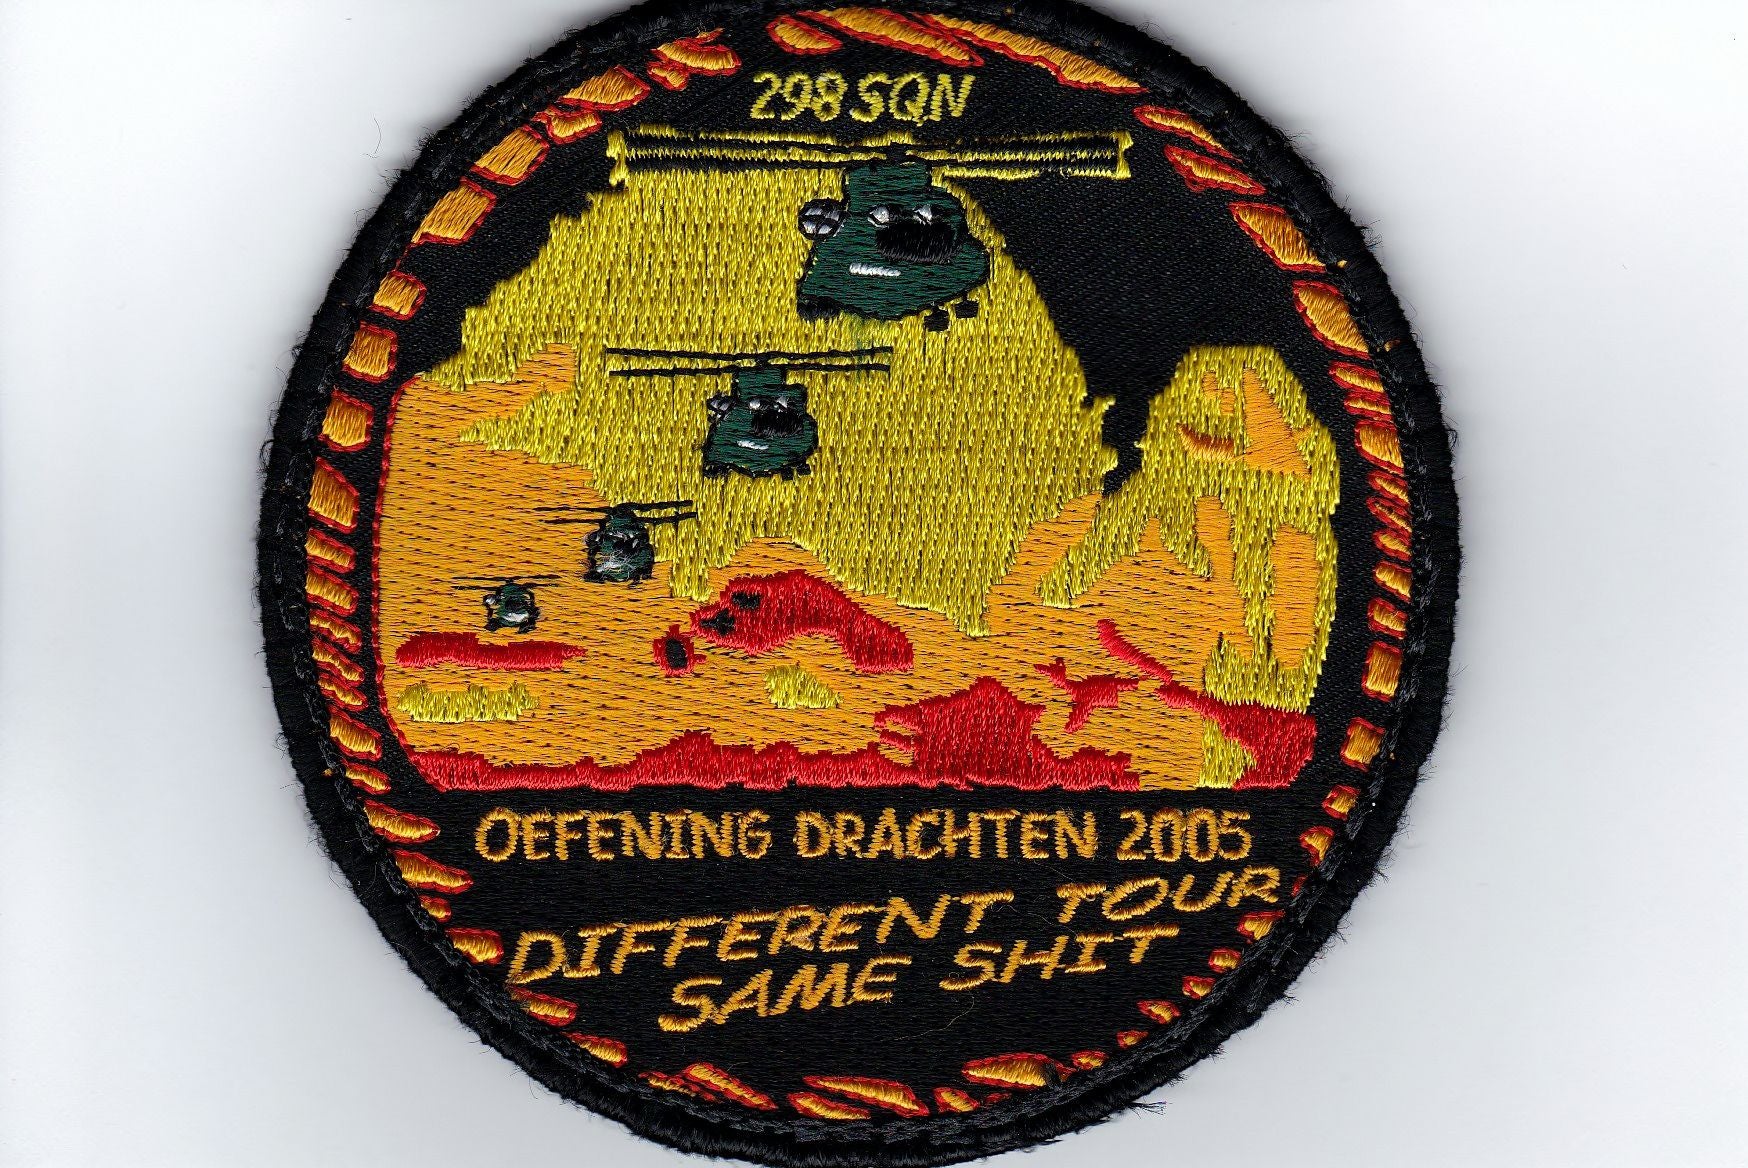 298 SQN
OEFENING DRACHTEN 2005
DIFFERENT TOUR
SAME SHIT